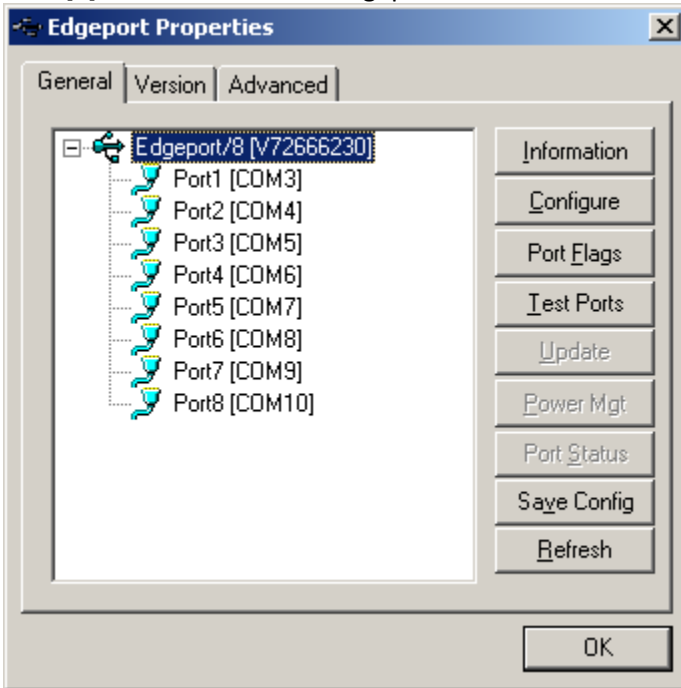 Edgeport Properties
General
Version
Advanced
Edgeport/8 [V72666230]
Port1 [COM3]
Port2 [COM4]
Port3 [COM5]
Port4 [COM6]
Port5 [COM7]
Port6 [COM8]
Port7 [COM9]
Port8 [COM10]
Information
Configure
Port Flags
Test Ports
Update
Power Mgt
Port Status
Save Config
Refresh
OK